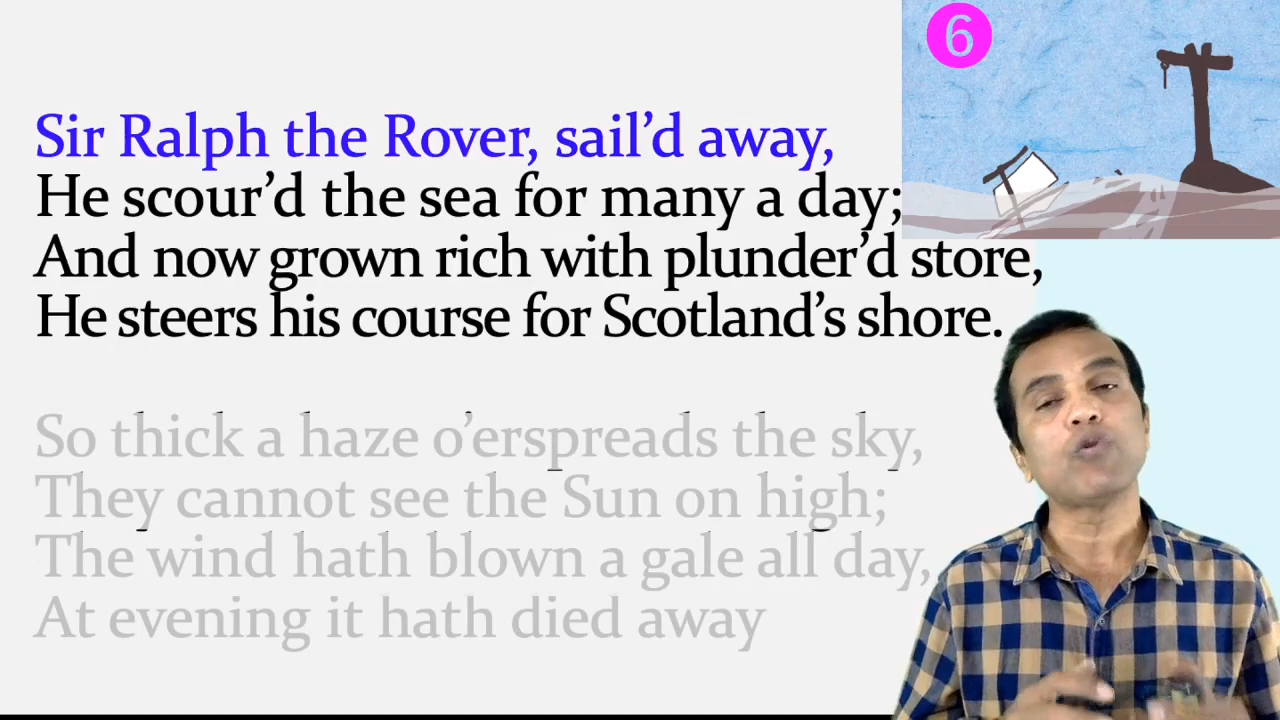 6
Sir Ralph the Rover, sail’d away,
He scour’d the sea for many a day;
And now grown rich with plunder’d store,
He steers his course for Scotland’s shore.
So thick a haze o’erspreads the sky,
They cannot see the Sun on high;
The wind hath blown a gale all day,
At evening it hath died away